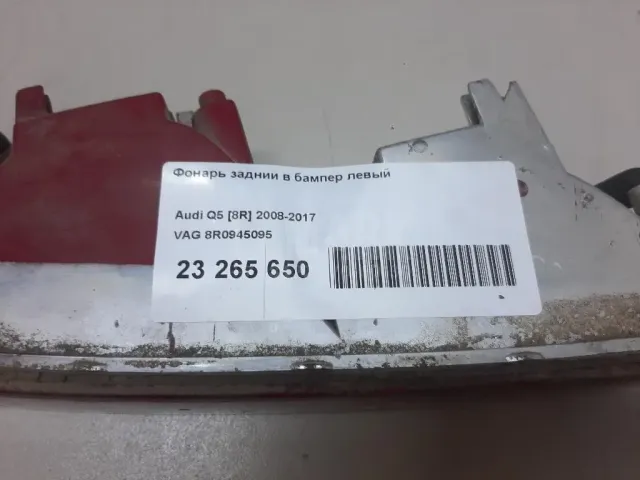 Фонарь заднии в бампер левый
Audi Q5 [8R] 2008-2017
VAG 8R0945095
23 265 650